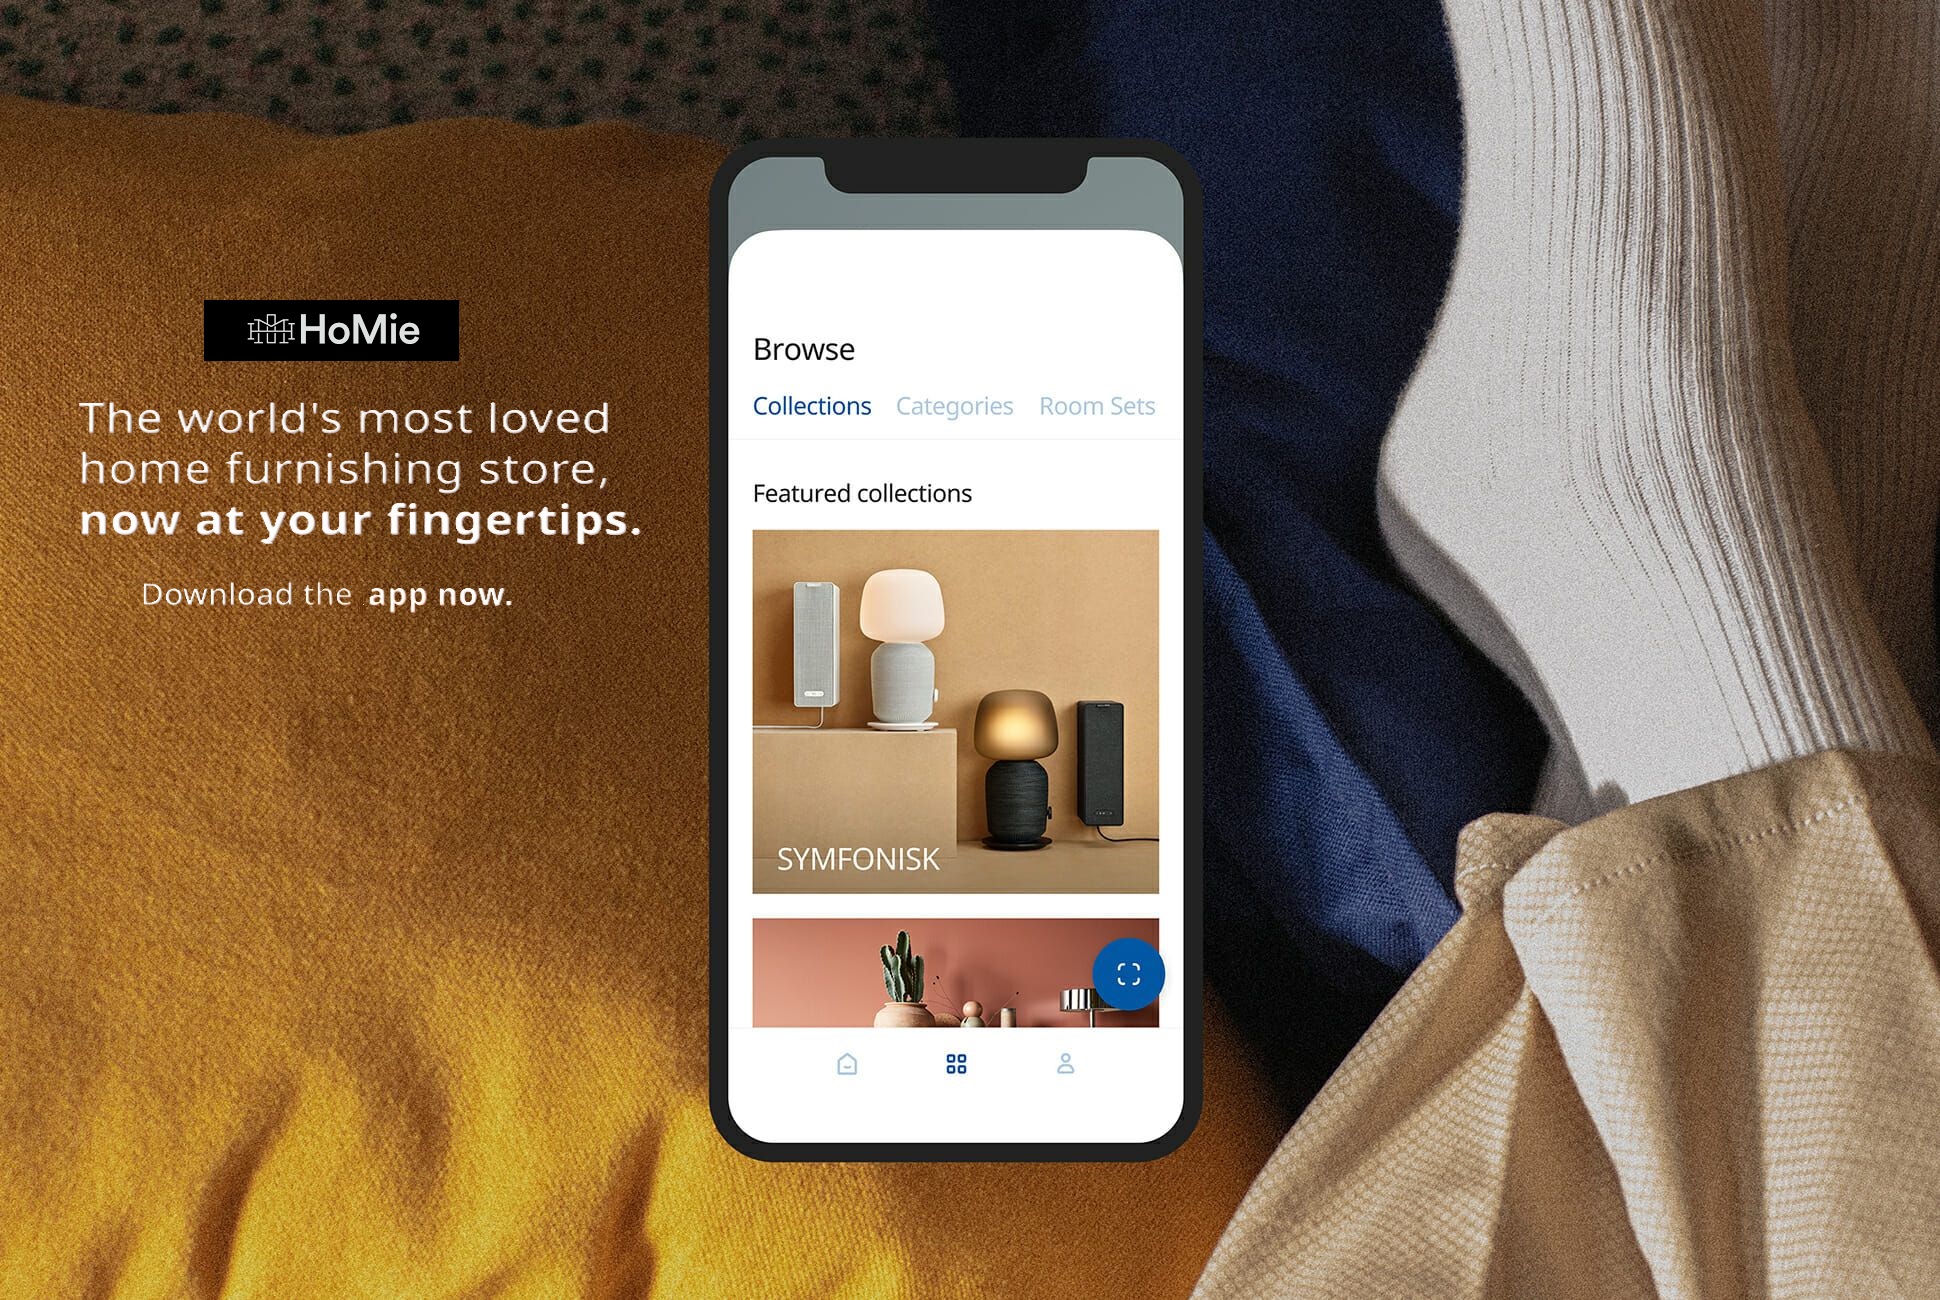 HoMie
The world's most loved
home furnishing store,
now at your fingertips.
Download the app now.
Browse
Collections Categories Room Sets
Featured collections
SYMFONISK